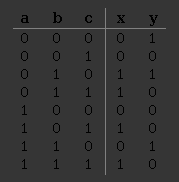 a b c x y
0 0 0 0 1
0 0 1 0 0
0 1 0 1 1
0 1 1 1 0
1 0 0 0 0
1 0 1 1 0
1 1 0 0 1
1 1 1 1 0